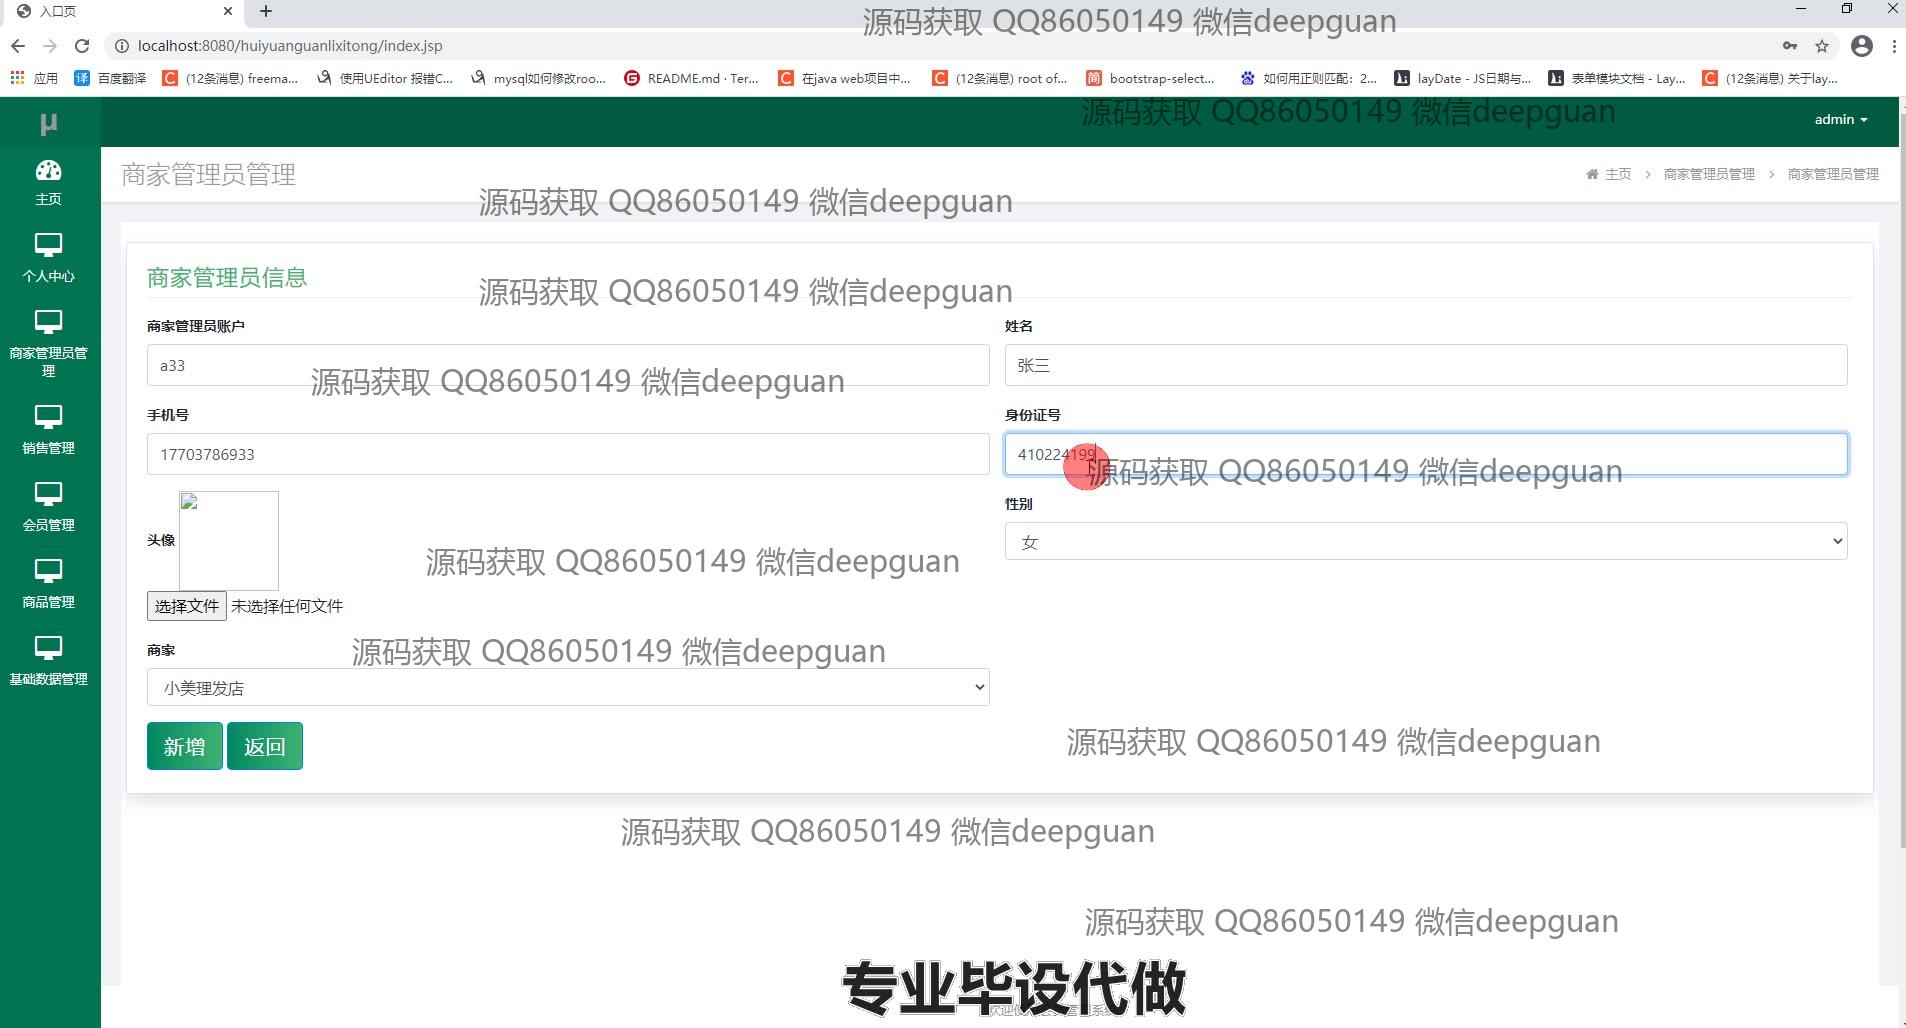 入口页
源码获取 QQ86050149 微信deepguan
localhost:8080/huiyuanguanlixitong/index.jsp
应用
百度翻译
(12条消息) freema...
使用UEditor 报错C...
mysql如何修改roo...
README.md · Ter...
在java web项目中...
(12条消息) root of...
bootstrap-select...
如何用正则匹配：2...
layDate - JS日期与...
表单模块文档 - Lay...
(12条消息) 关于lay...
μ
源码获取 QQ86050149 微信deepguan
admin
商家管理员管理
主页 > 商家管理员管理 > 商家管理员管理
源码获取 QQ86050149 微信deepguan
主页
个人中心
商家管理员管
理
销售管理
会员管理
商品管理
基础数据管理
商家管理员信息
源码获取 QQ86050149 微信deepguan
商家管理员账户
姓名
a33
张三
源码获取 QQ86050149 微信deepguan
手机号
身份证号
17703786933
410224199
源码获取 QQ86050149 微信deepguan
头像
性别
女
源码获取 QQ86050149 微信deepguan
选择文件 未选择任何文件
商家
源码获取 QQ86050149 微信deepguan
小美理发店
新增
返回
源码获取 QQ86050149 微信deepguan
源码获取 QQ86050149 微信deepguan
源码获取 QQ86050149 微信deepguan
专业毕设代做